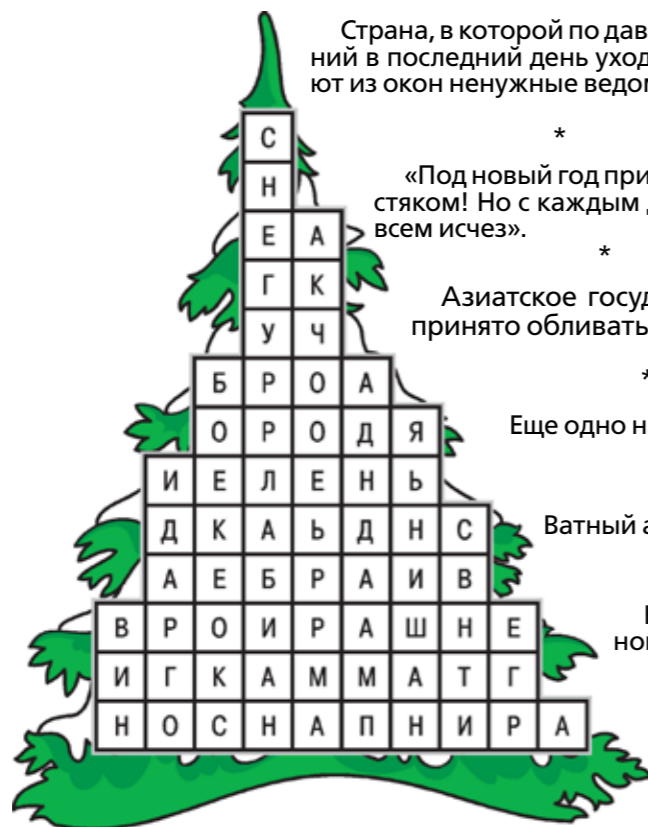 Страна, в которой по дав
ний в последний день уход
ют из окон ненужные ведом
*
«Под новый год при
стяком! Но с каждым д
всем исчез».
*
Азиатское госуд
принято обливать
*
Еще одно н
Ватный а
нов
С
Н
Е А
Г К
У Ч
Б Р О А
О Р О Д Я
И Е Л Е Н Ь
Д К А Ь Д Н С
А Е Б Р А И В
В Р О И Р А Ш Н Е
И Г К А М М А Т Г
Н О С Н А П Н И Р А